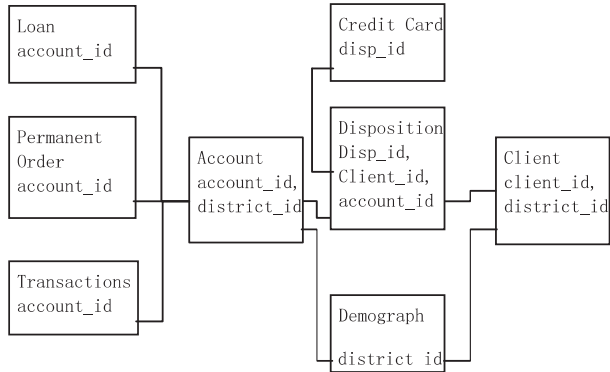 Loan
account_id
Permanent
Order
account_id
Transactions
account_id
Account
account_id,
district_id
Credit Card
disp_id
Disposition
Disp_id,
Client_id,
account_id
Demograph
district id
Client
client_id,
district_id